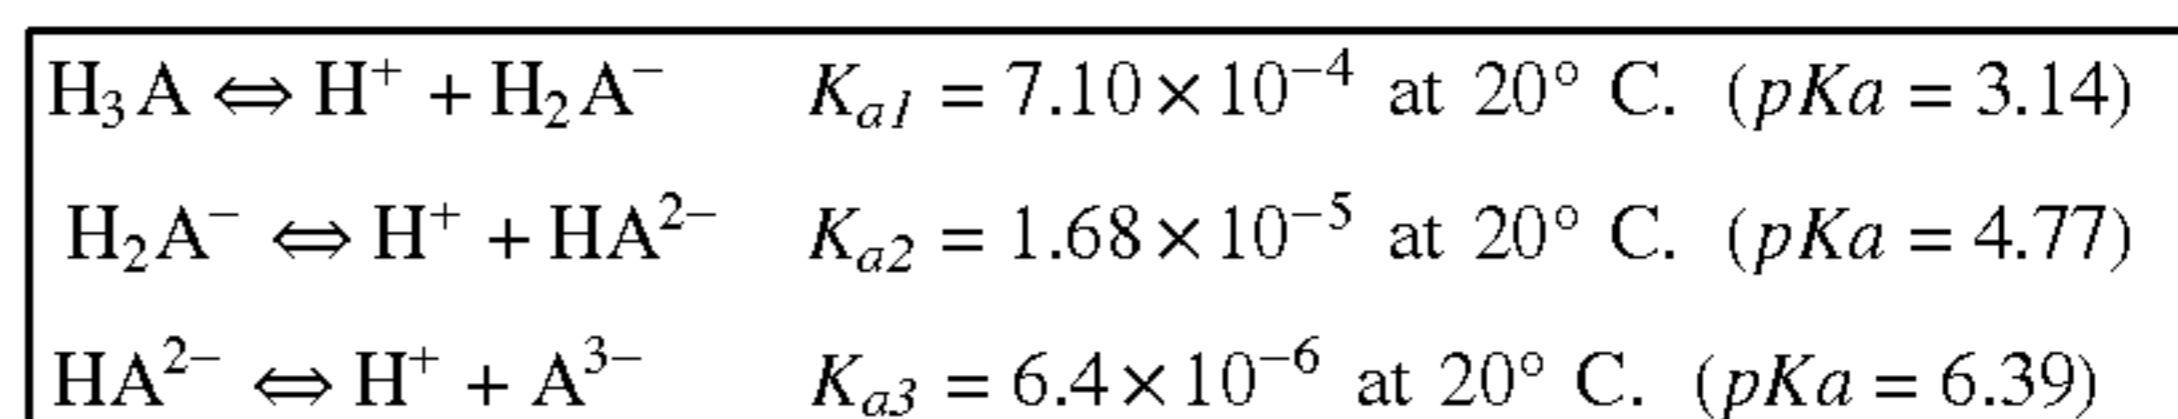 H₃A ⇔ H⁺ + H₂A⁻ Kₐ₁ = 7.10×10⁻⁴ at 20° C. (pKa = 3.14)
H₂A⁻ ⇔ H⁺ + HA²⁻ Kₐ₂ = 1.68×10⁻⁵ at 20° C. (pKa = 4.77)
HA²⁻ ⇔ H⁺ + A³⁻ Kₐ₃ = 6.4×10⁻⁶ at 20° C. (pKa = 6.39)